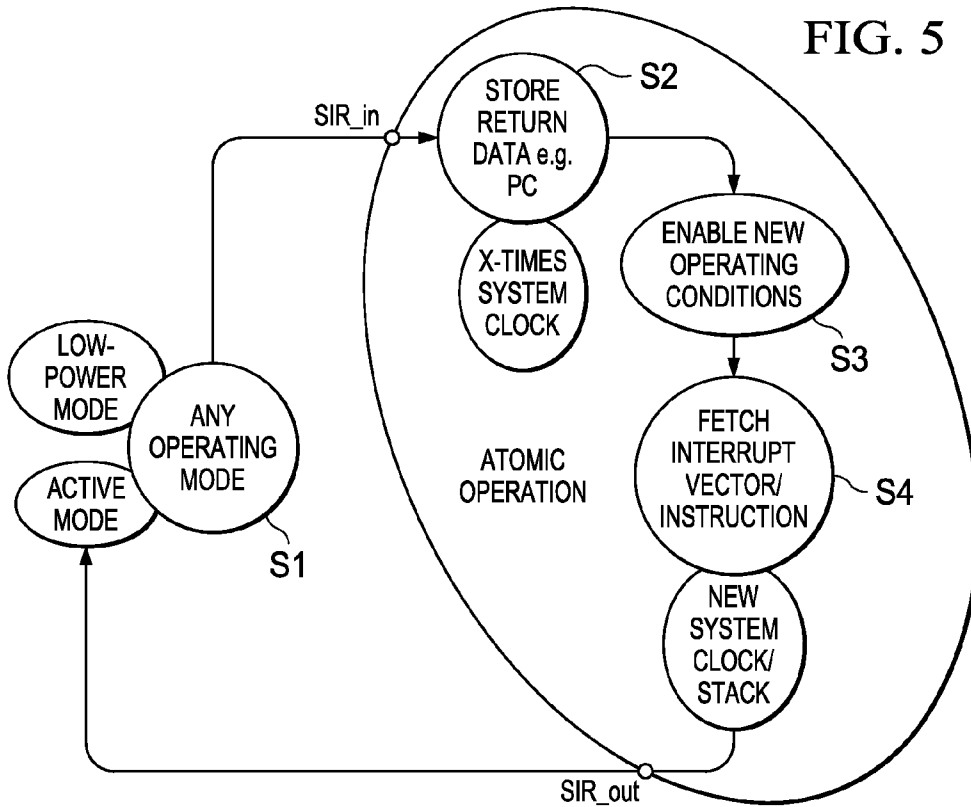 FIG. 5
S2
STORE
RETURN
DATA e.g.
PC
SIR_in
X-TIMES
SYSTEM
CLOCK
ENABLE NEW
OPERATING
CONDITIONS
S3
LOW-
POWER
MODE
ANY
OPERATING
MODE
ACTIVE
MODE
S1
ATOMIC
OPERATION
FETCH
INTERRUPT
VECTOR/
INSTRUCTION
S4
NEW
SYSTEM
CLOCK/
STACK
SIR_out